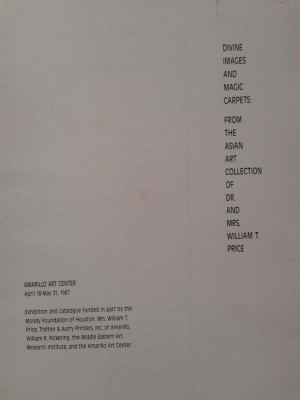 DIVINE
IMAGES
AND
MAGIC
CARPETS:
FROM
THE
ASIAN
ART
COLLECTION
OF
DR.
AND
MRS.
WILLIAM T.
PRICE
AMARILLO ART CENTER
April 18-May 31, 1987
Exhibition and catalogue funded in part by the
Moody Foundation of Houston, Mrs. William T.
Price, Trafton & Autry Printers, Inc. of Amarillo,
William R. Pickering, the Middle Eastern Art
Research Institute, and the Amarillo Art Center.